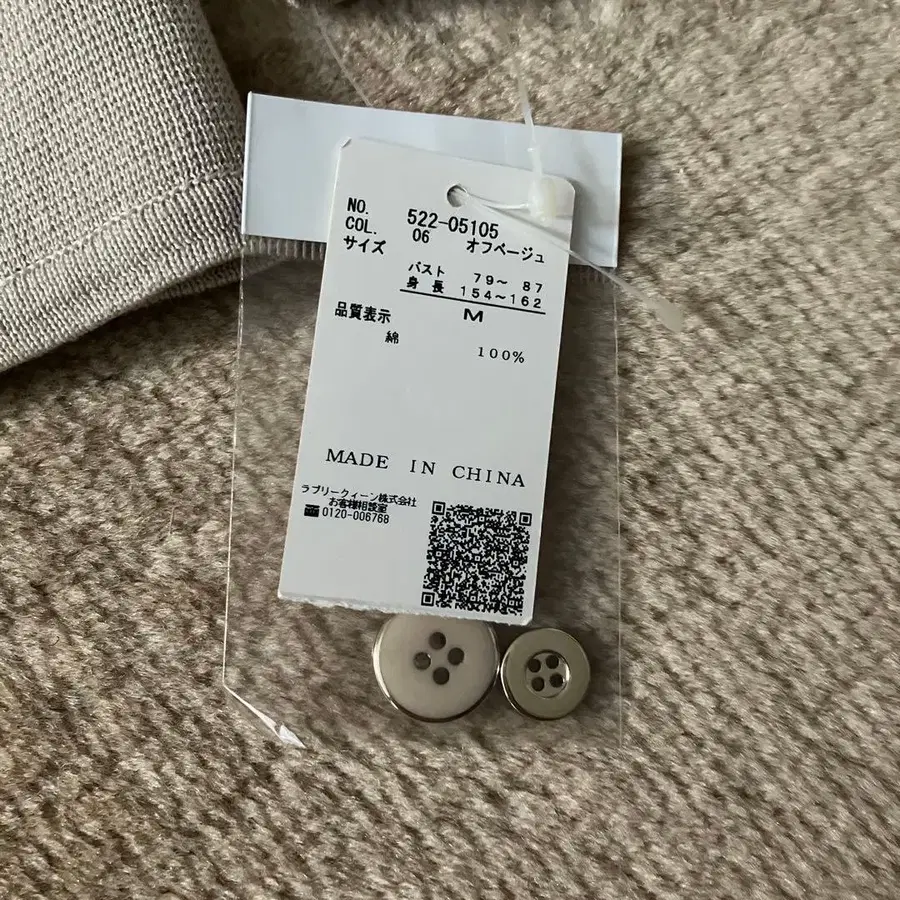 NO. 522-05105
COL. 06 オフベージュ
サイズ
バスト 79～ 87
身長 154～162
M
品質表示
綿
100%
MADE IN CHINA
ラブリークィーン株式会社
お客様相談室
☎ 0120-006768